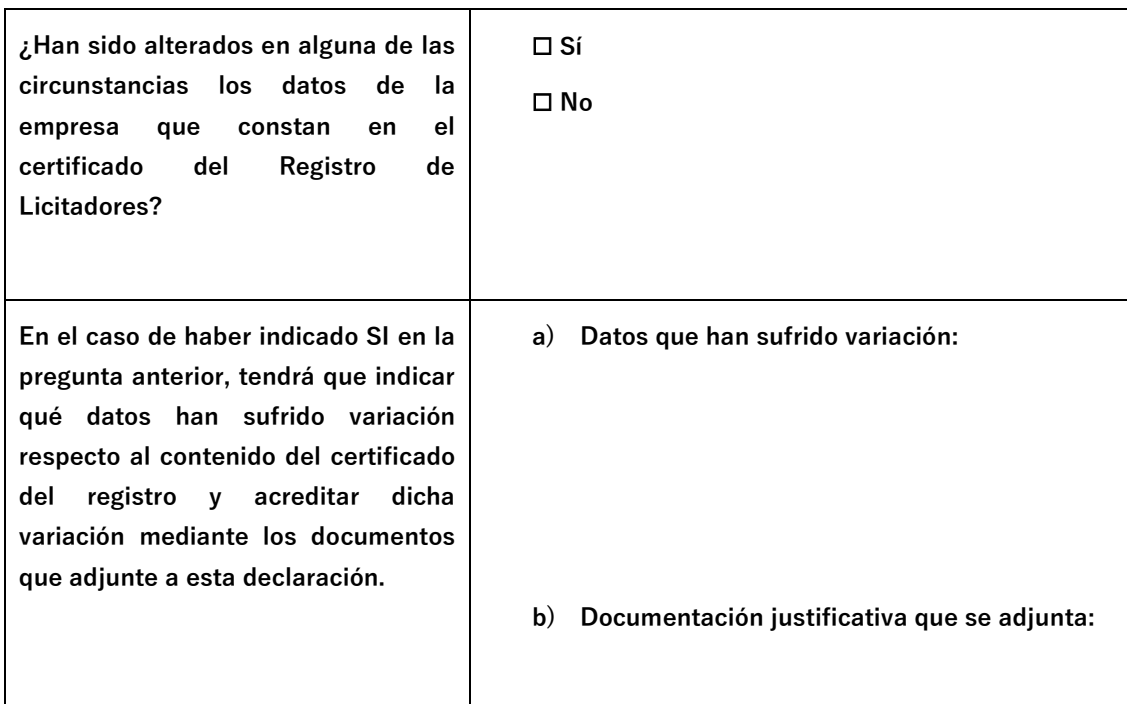 ¿Han sido alterados en alguna de las
circunstancias los datos de la
empresa que constan en el
certificado del Registro de
Licitadores?
☐ Sí
☐ No
En el caso de haber indicado SI en la
pregunta anterior, tendrá que indicar
qué datos han sufrido variación
respecto al contenido del certificado
del registro y acreditar dicha
variación mediante los documentos
que adjunte a esta declaración.
a) Datos que han sufrido variación:
b) Documentación justificativa que se adjunta: